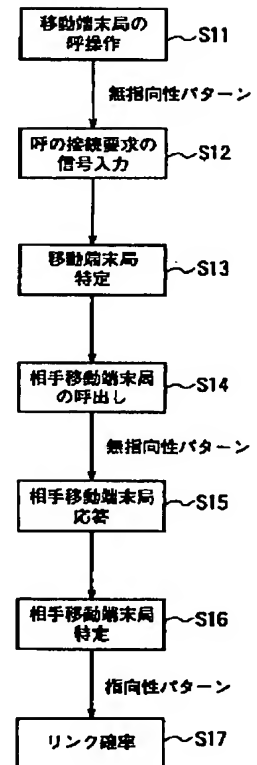 移動端末局の
呼操作
S11
無指向性パターン
呼の接続要求の
信号入力
S12
移動端末局
特定
S13
相手移動端末局
の呼出し
S14
無指向性パターン
相手移動端末局
応答
S15
相手移動端末局
特定
S16
指向性パターン
リンク確率
S17